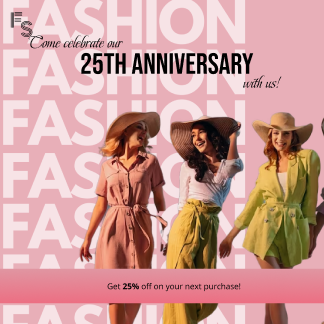 FASHION
FS
Come celebrate our
FASHION
25TH ANNIVERSARY
with us!
FASHION
FASHION
FASHION
FASHION
Get 25% off on your next purchase!
FASHION